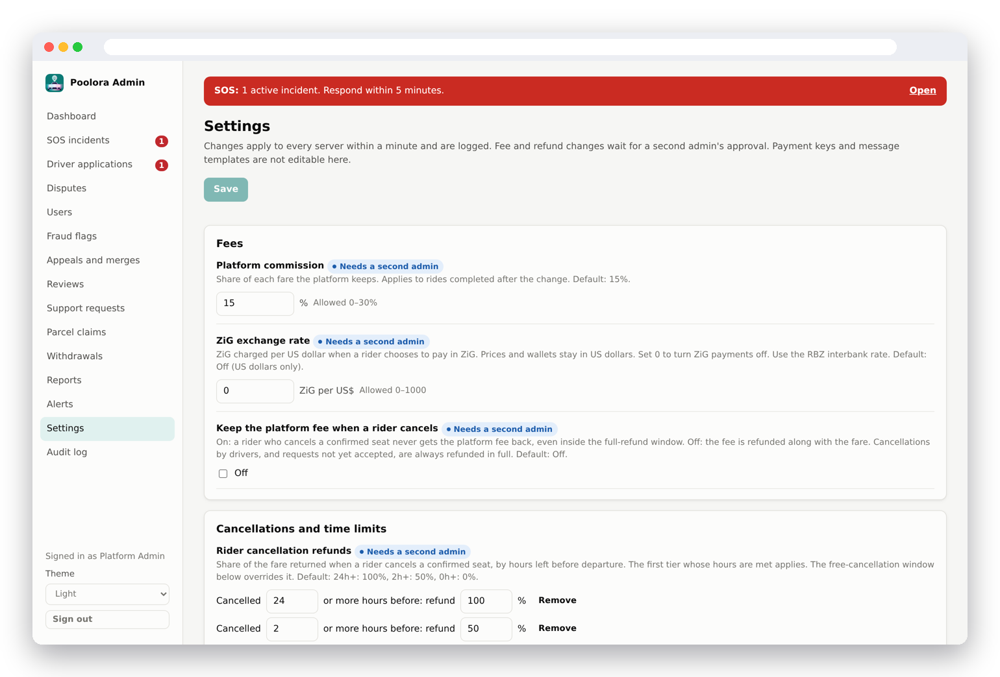 Poolora Admin
Dashboard
SOS incidents 1
Driver applications 1
Disputes
Users
Fraud flags
Appeals and merges
Reviews
Support requests
Parcel claims
Withdrawals
Reports
Alerts
Settings
Audit log
Signed in as Platform Admin
Theme
Light
Sign out
SOS: 1 active incident. Respond within 5 minutes. Open
Settings
Changes apply to every server within a minute and are logged. Fee and refund changes wait for a second admin's approval. Payment keys and message
templates are not editable here.
Save
Fees
Platform commission Needs a second admin
Share of each fare the platform keeps. Applies to rides completed after the change. Default: 15%.
15 % Allowed 0–30%
ZiG exchange rate Needs a second admin
ZiG charged per US dollar when a rider chooses to pay in ZiG. Prices and wallets stay in US dollars. Set 0 to turn ZiG payments off. Use the RBZ interbank rate. Default:
Off (US dollars only).
0 ZiG per US$ Allowed 0–1000
Keep the platform fee when a rider cancels Needs a second admin
On: a rider who cancels a confirmed seat never gets the platform fee back, even inside the full-refund window. Off: the fee is refunded along with the fare. Cancellations
by drivers, and requests not yet accepted, are always refunded in full. Default: Off.
Off
Cancellations and time limits
Rider cancellation refunds Needs a second admin
Share of the fare returned when a rider cancels a confirmed seat, by hours left before departure. The first tier whose hours are met applies. The free-cancellation window
below overrides it. Default: 24h+: 100%, 2h+: 50%, 0h+: 0%.
Cancelled 24 or more hours before: refund 100 % Remove
Cancelled 2 or more hours before: refund 50 % Remove